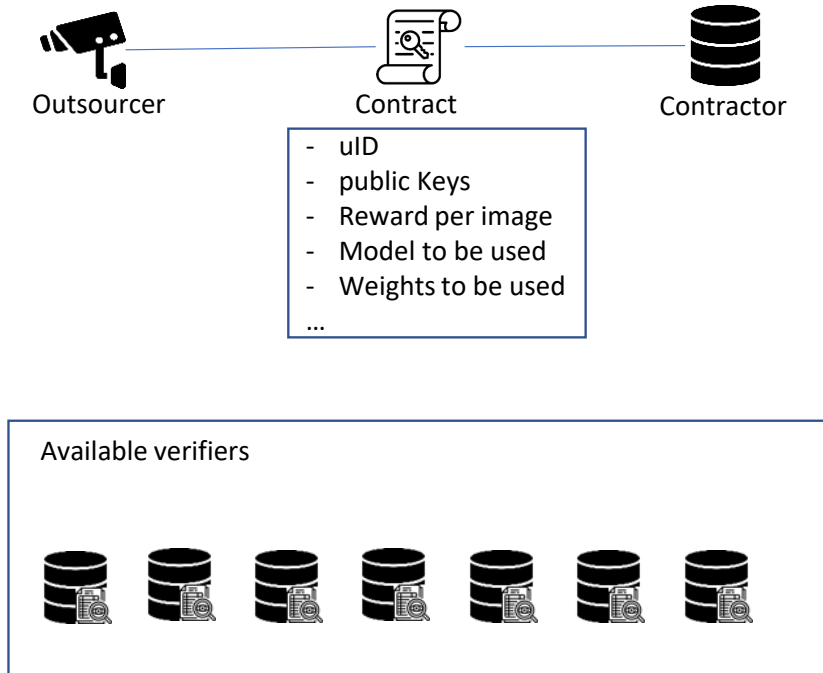 Outsourcer Contract Contractor
- uID
- public Keys
- Reward per image
- Model to be used
- Weights to be used
...
Available verifiers